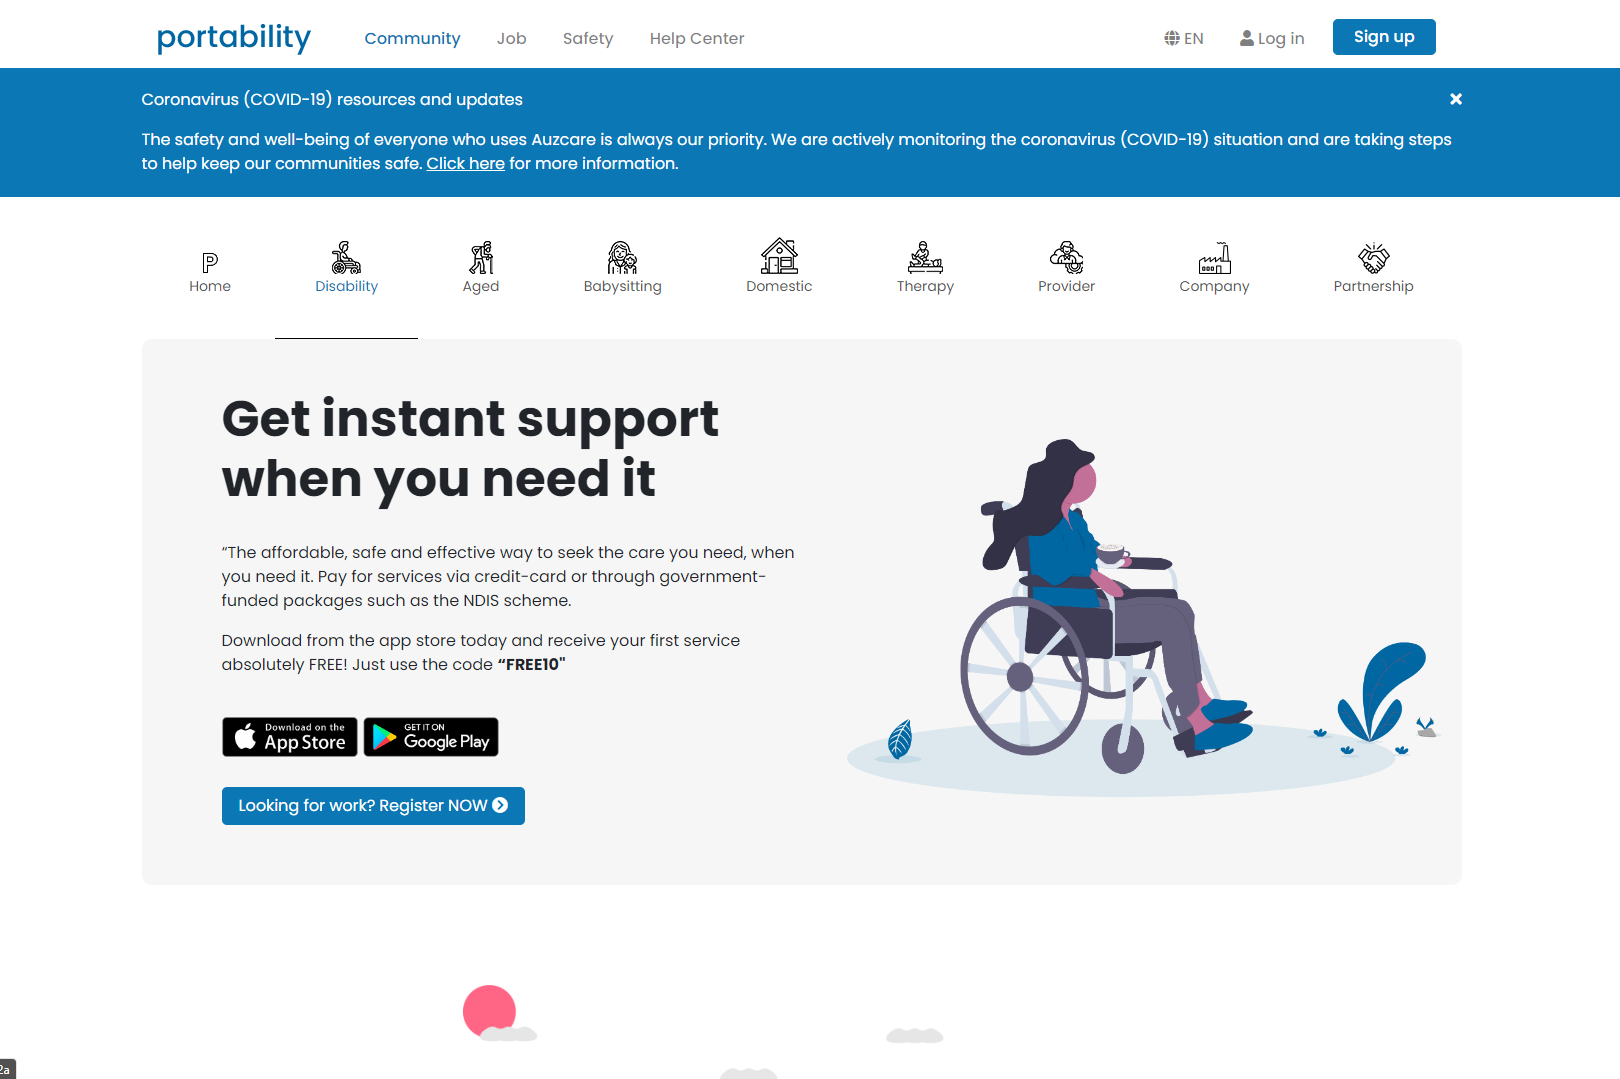 portability
Community Job Safety Help Center EN Log in Sign up
Coronavirus (COVID-19) resources and updates
The safety and well-being of everyone who uses Auzcare is always our priority. We are actively monitoring the coronavirus (COVID-19) situation and are taking steps
to help keep our communities safe. Click here for more information.
Home Disability Aged Babysitting Domestic Therapy Provider Company Partnership
Get instant support
when you need it
“The affordable, safe and effective way to seek the care you need, when
you need it. Pay for services via credit-card or through government-
funded packages such as the NDIS scheme.
Download from the app store today and receive your first service
absolutely FREE! Just use the code “FREE10"
Download on the
App Store
GET IT ON
Google Play
Looking for work? Register NOW
2a